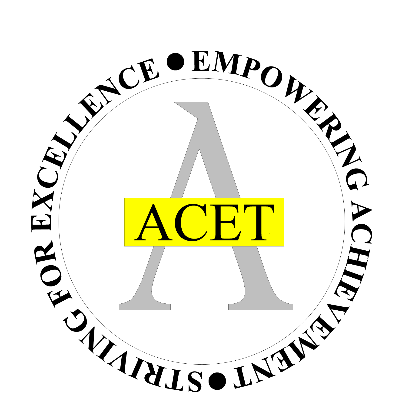 EMPOWERING ACHIEVEMENT
STRIVING FOR EXCELLENCE
A
ACET